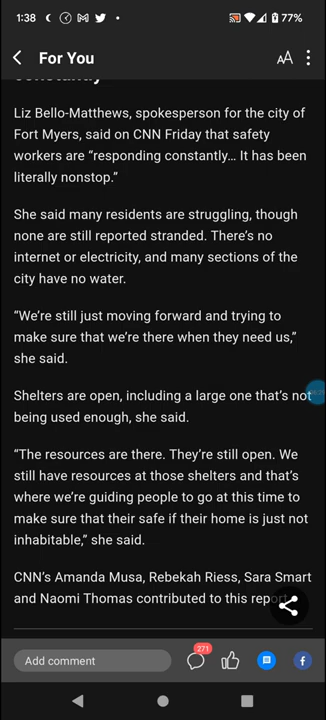 1:38
77%
For You
AA
constantly
Liz Bello-Matthews, spokesperson for the city of
Fort Myers, said on CNN Friday that safety
workers are “responding constantly… It has been
literally nonstop.”
She said many residents are struggling, though
none are still reported stranded. There’s no
internet or electricity, and many sections of the
city have no water.
“We’re still just moving forward and trying to
make sure that we’re there when they need us,”
she said.
Shelters are open, including a large one that’s not
being used enough, she said.
“The resources are there. They’re still open. We
still have resources at those shelters and that’s
where we’re guiding people to go at this time to
make sure that their safe if their home is just not
inhabitable,” she said.
CNN’s Amanda Musa, Rebekah Riess, Sara Smart
and Naomi Thomas contributed to this report
Add comment
271